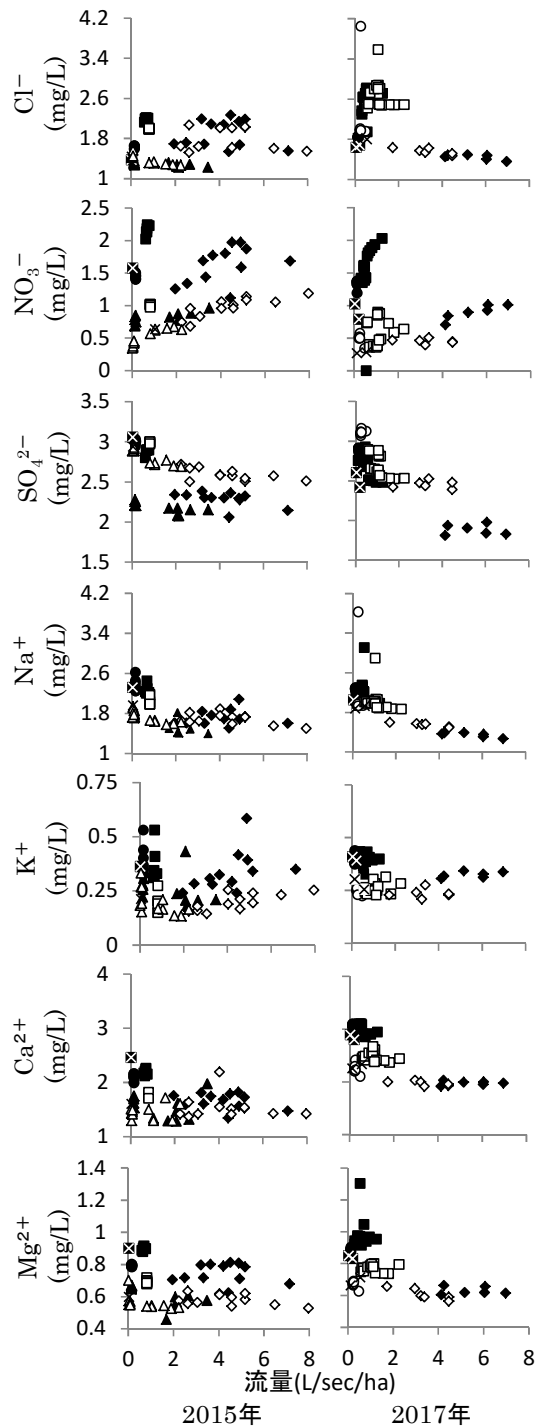 Cl⁻
(mg/L)
4.2
3.4
2.6
1.8
1
NO₃⁻
(mg/L)
2.5
2
1.5
1
0.5
0
SO₄²⁻
(mg/L)
3.5
3
2.5
2
1.5
Na⁺
(mg/L)
4.2
3.4
2.6
1.8
1
K⁺
(mg/L)
0.75
0.5
0.25
0
Ca²⁺
(mg/L)
4
3
2
1
Mg²⁺
(mg/L)
1.4
1.2
1
0.8
0.6
0.4
0 2 4 6 8 0 2 4 6 8
流量(L/sec/ha)
2015年 2017年